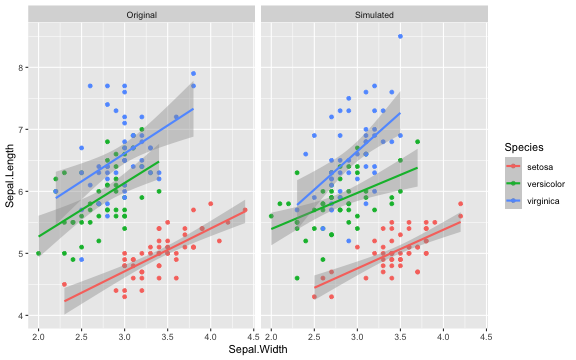 Original Simulated
8
7
6
5
4
Sepal.Length
2.0 2.5 3.0 3.5 4.0 4.5 2.0 2.5 3.0 3.5 4.0 4.5
Sepal.Width
Species
setosa
versicolor
virginica